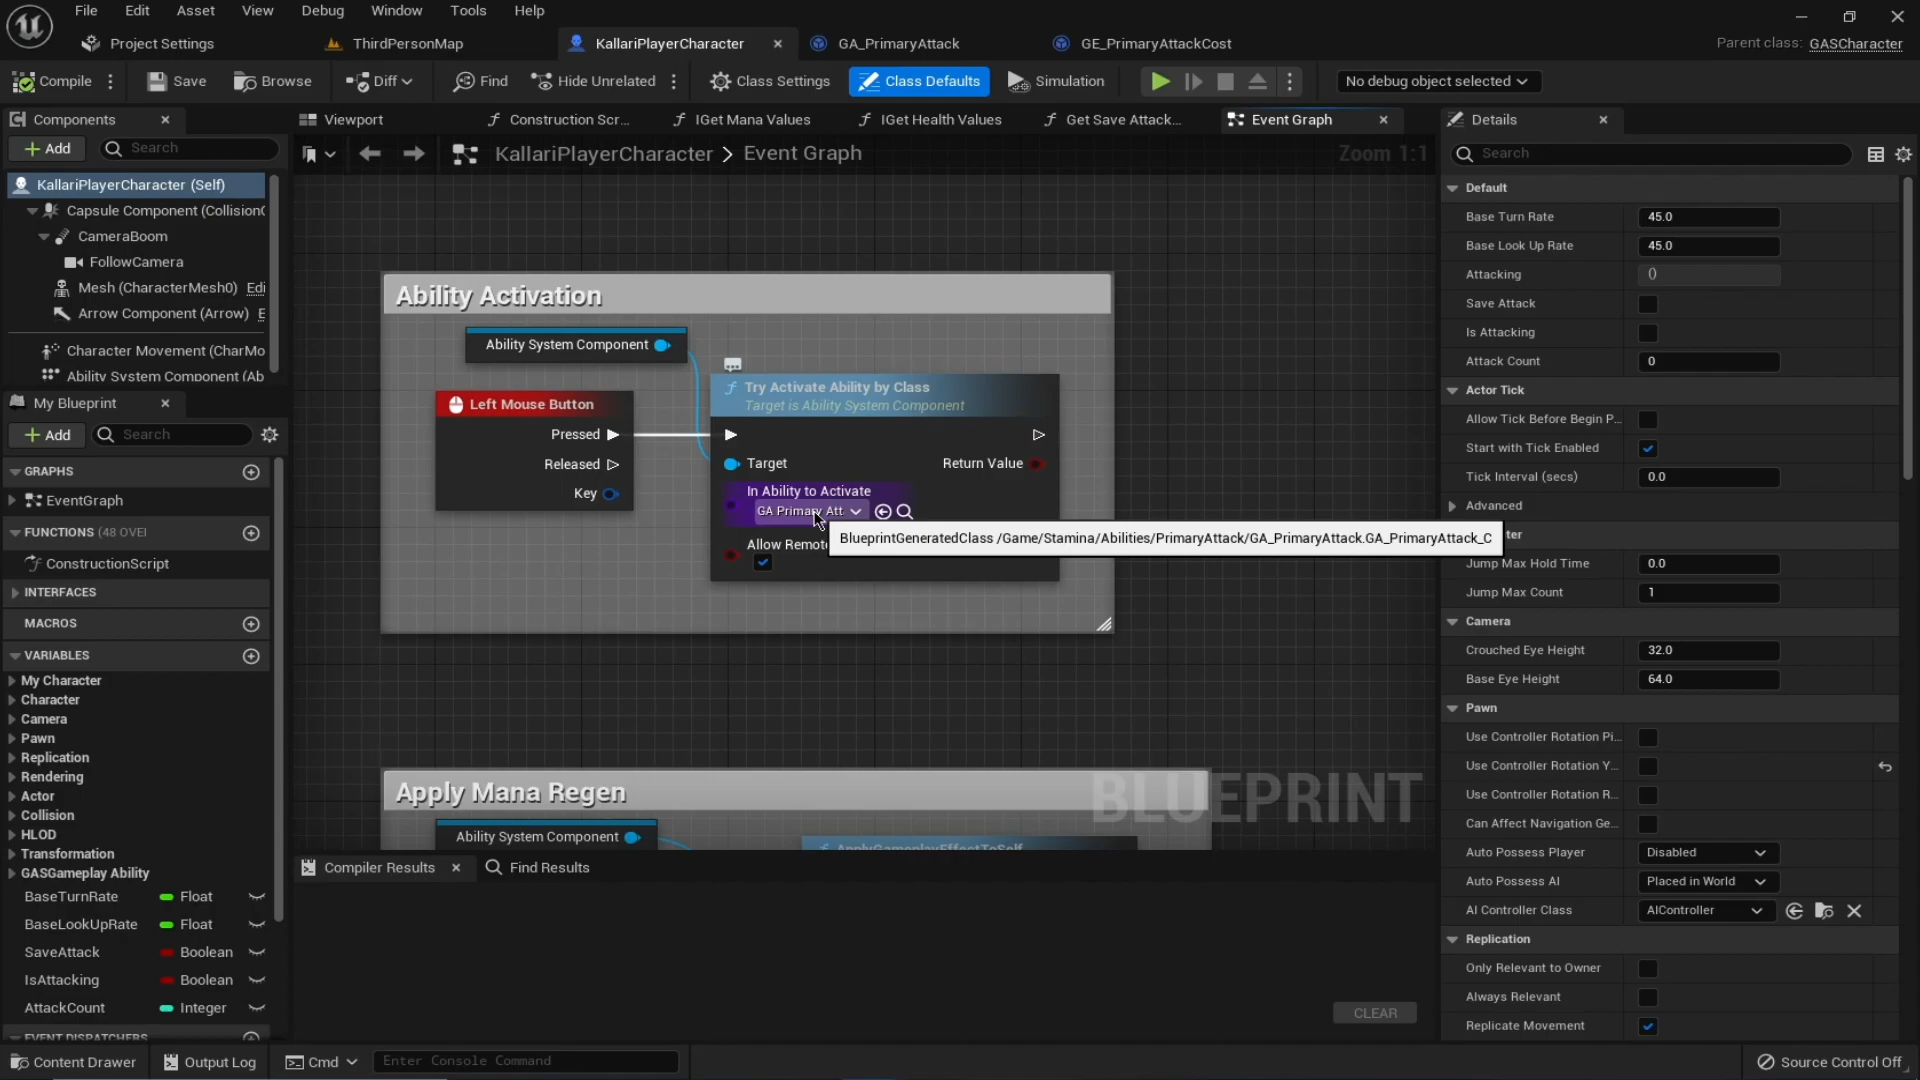 File Edit Asset View Debug Window Tools Help
Project Settings ThirdPersonMap KallariPlayerCharacter GA_PrimaryAttack GE_PrimaryAttackCost Parent class: GASCharacter
Compile Save Browse Diff Find Hide Unrelated Class Settings Class Defaults Simulation No debug object selected
Components
Add
Search
KallariPlayerCharacter (Self)
Capsule Component (CollisionC
CameraBoom
FollowCamera
Mesh (CharacterMesh0) Edi
Arrow Component (Arrow) E
Character Movement (CharMo
Ability System Component (Ab
My Blueprint
Add
Search
GRAPHS
EventGraph
FUNCTIONS (48 OVEI
ConstructionScript
INTERFACES
MACROS
VARIABLES
My Character
Character
Camera
Pawn
Replication
Rendering
Actor
Collision
HLOD
Transformation
GASGameplay Ability
BaseTurnRate Float
BaseLookUpRate Float
SaveAttack Boolean
IsAttacking Boolean
AttackCount Integer
EVENT DISPATCHERS
Viewport Construction Scr... IGet Mana Values IGet Health Values Get Save Attack... Event Graph
KallariPlayerCharacter > Event Graph
Zoom 1:1
Ability Activation
Ability System Component
Left Mouse Button
Pressed
Released
Key
Try Activate Ability by Class
Target is Ability System Component
Target
Return Value
In Ability to Activate
GA Primary Att
Allow Remot
BlueprintGeneratedClass /Game/Stamina/Abilities/PrimaryAttack/GA_PrimaryAttack.GA_PrimaryAttack_C
Apply Mana Regen
Ability System Component
ApplyGameplayEffectToSelf
BLUEPRINT
Compiler Results Find Results
CLEAR
Details
Search
Default
Base Turn Rate 45.0
Base Look Up Rate 45.0
Attacking ()
Save Attack
Is Attacking
Attack Count 0
Actor Tick
Allow Tick Before Begin P...
Start with Tick Enabled
Tick Interval (secs) 0.0
Advanced
ter
Jump Max Hold Time 0.0
Jump Max Count 1
Camera
Crouched Eye Height 32.0
Base Eye Height 64.0
Pawn
Use Controller Rotation Pi...
Use Controller Rotation Y...
Use Controller Rotation R...
Can Affect Navigation Ge...
Auto Possess Player Disabled
Auto Possess AI Placed in World
AI Controller Class AIController
Replication
Only Relevant to Owner
Always Relevant
Replicate Movement
Content Drawer Output Log Cmd Enter Console Command Source Control Off